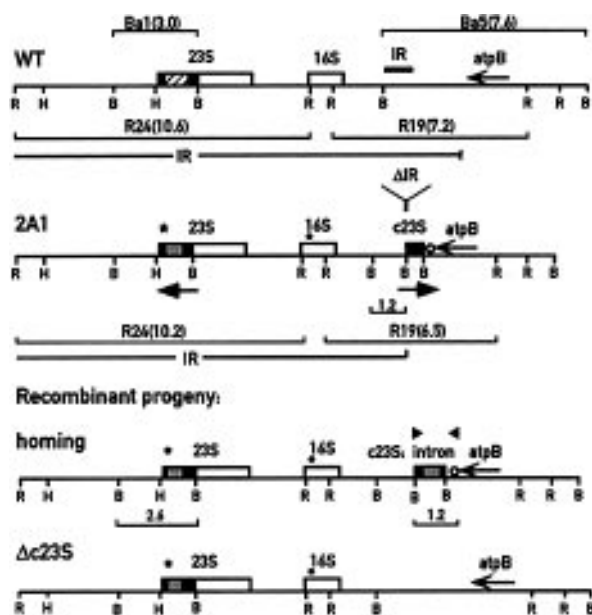 Ba1(3.0) Ba5(7.6)
WT 23S 16S IR atpB
R H B H B R R B R R B
R24(10.6) R19(7.2)
IR
ΔIR
2A1 * 23S 16S c23S atpB
R H B H B R R B B B R R B
1.2
R24(10.2) R19(6.5)
IR
Recombinant progeny:
homing * 23S 16S c23S: intron atpB
R H B H B R R B B B R R B
2.6 1.2
Δc23S * 23S 16S atpB
R H B H B R R B R R B